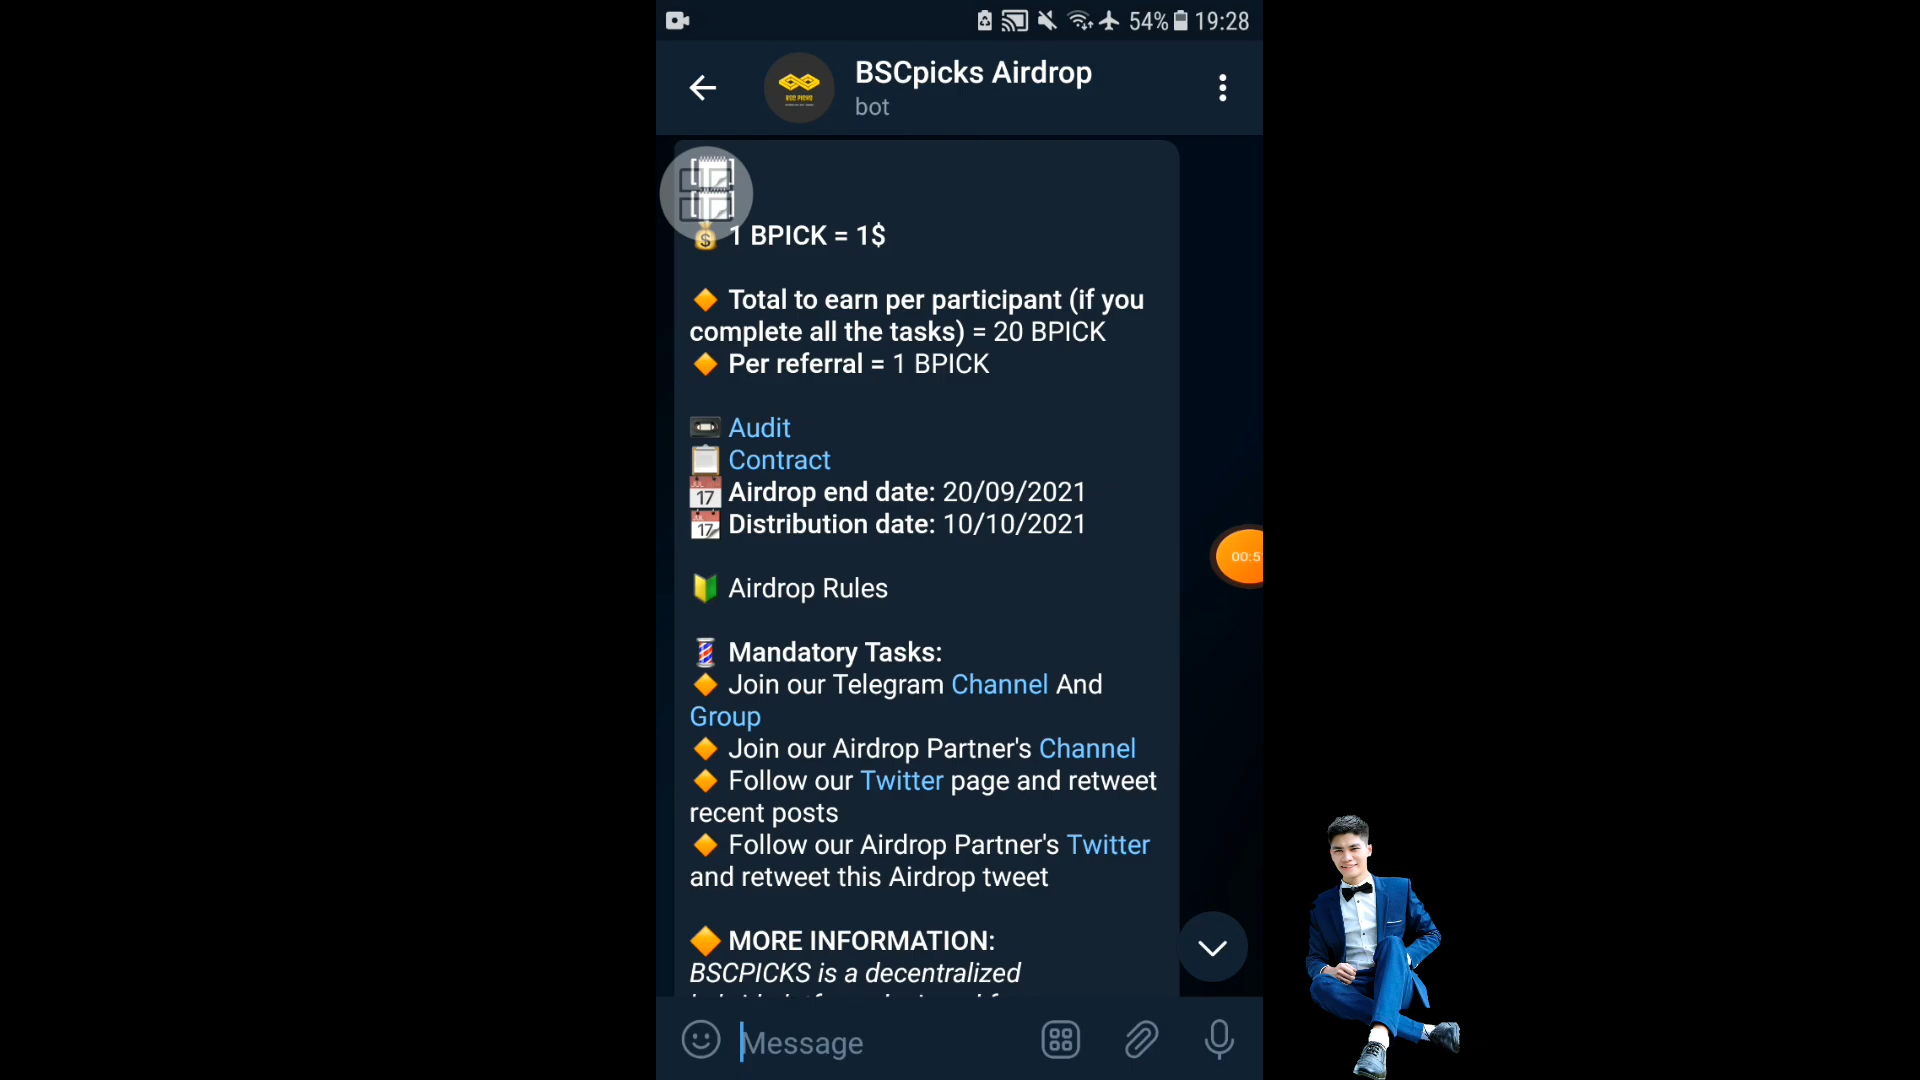 54% 19:28
BSCpicks Airdrop
bot
1 BPICK = 1$
Total to earn per participant (if you
complete all the tasks) = 20 BPICK
Per referral = 1 BPICK
Audit
Contract
Airdrop end date: 20/09/2021
Distribution date: 10/10/2021
Airdrop Rules
Mandatory Tasks:
Join our Telegram Channel And
Group
Join our Airdrop Partner's Channel
Follow our Twitter page and retweet
recent posts
Follow our Airdrop Partner's Twitter
and retweet this Airdrop tweet
MORE INFORMATION:
BSCPICKS is a decentralized
Message